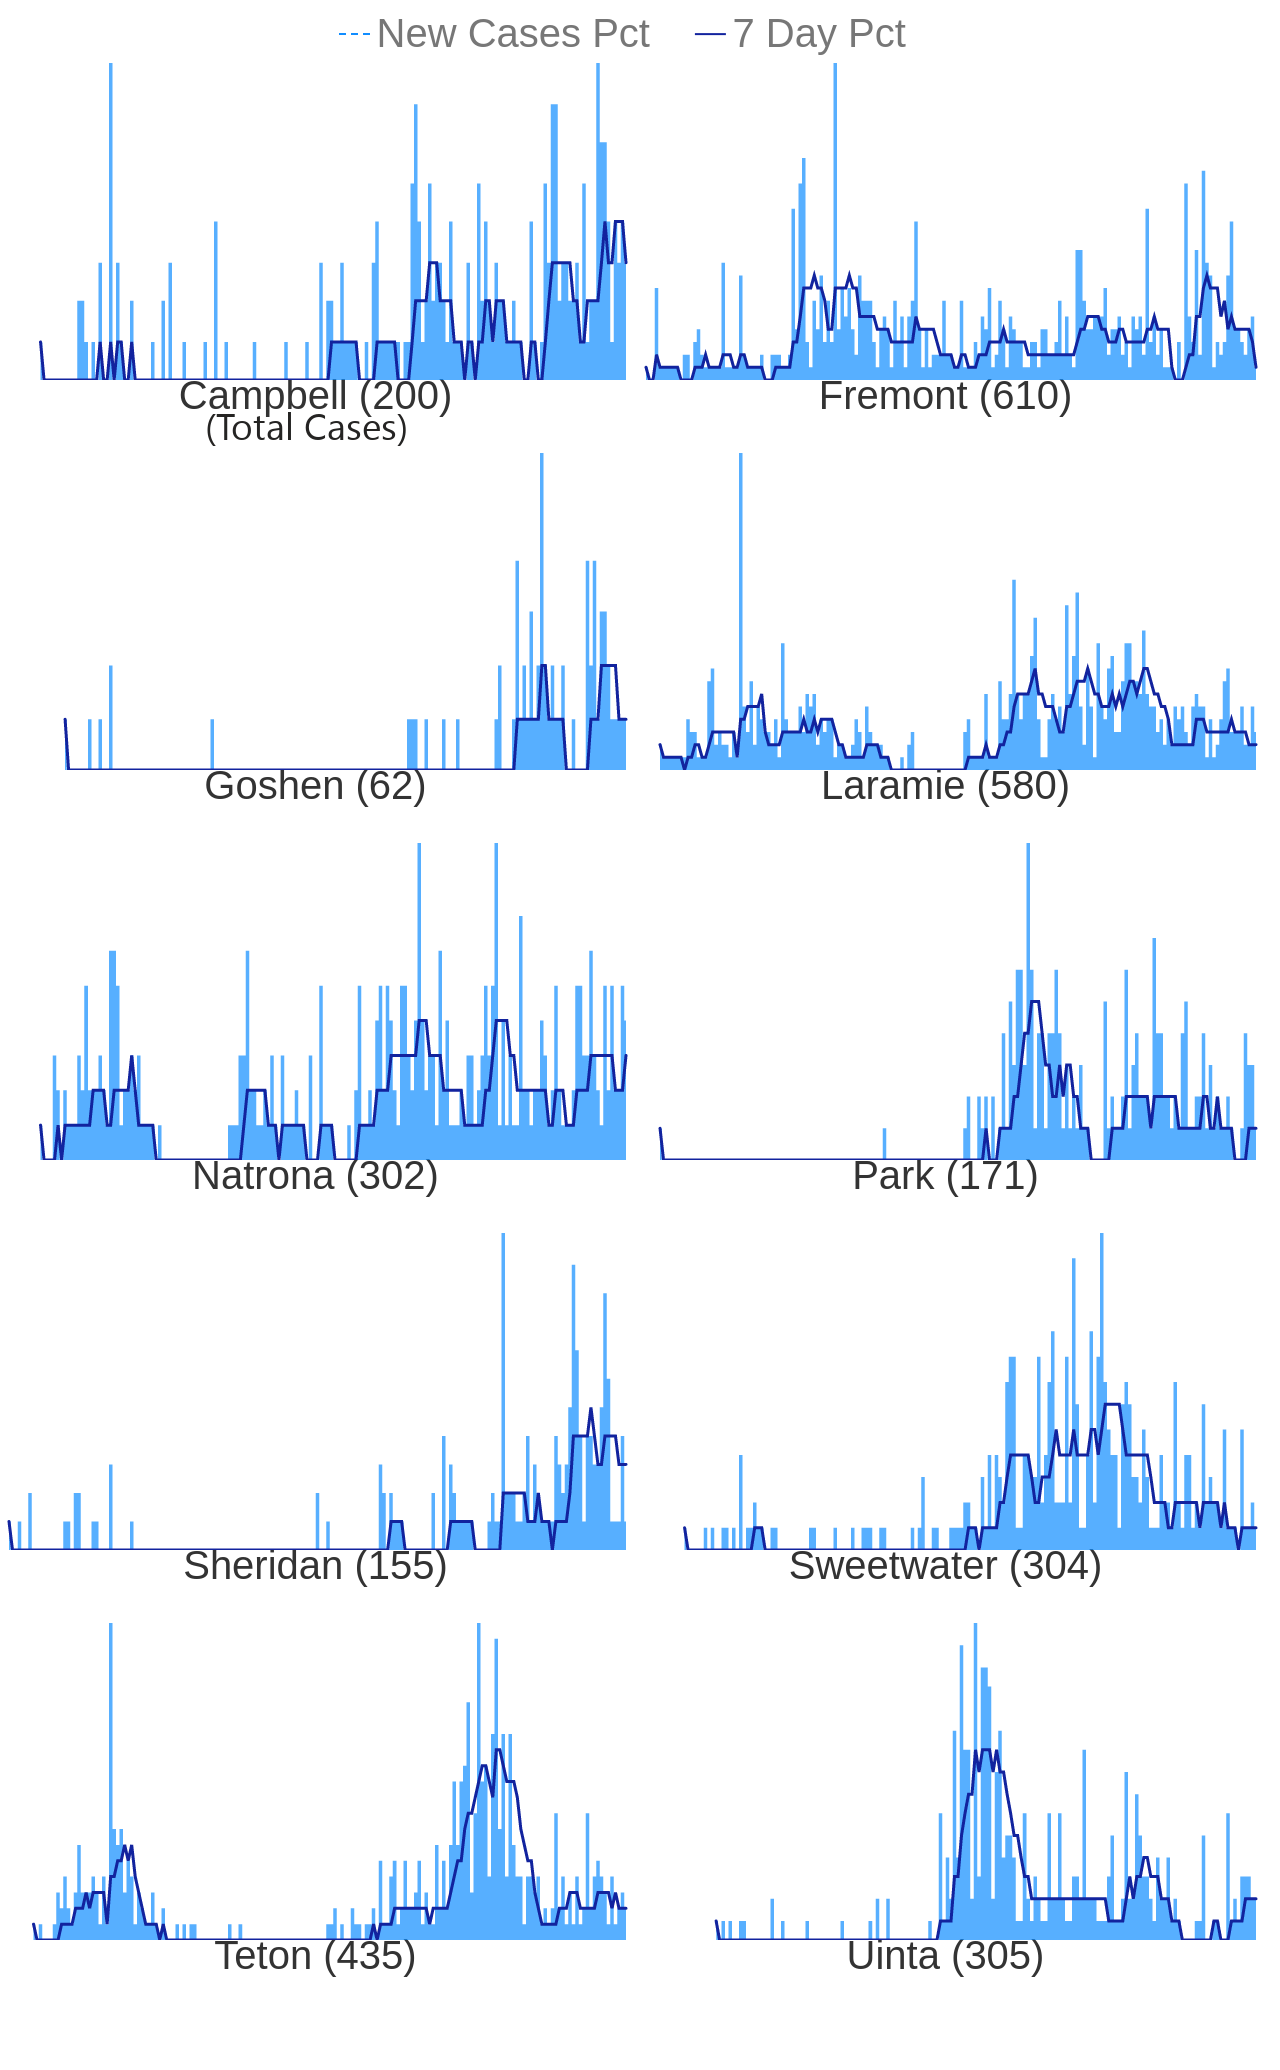 New Cases Pct 7 Day Pct
Campbell (200) Fremont (610)
(Total Cases)
Goshen (62) Laramie (580)
Natrona (302) Park (171)
Sheridan (155) Sweetwater (304)
Teton (435) Uinta (305)